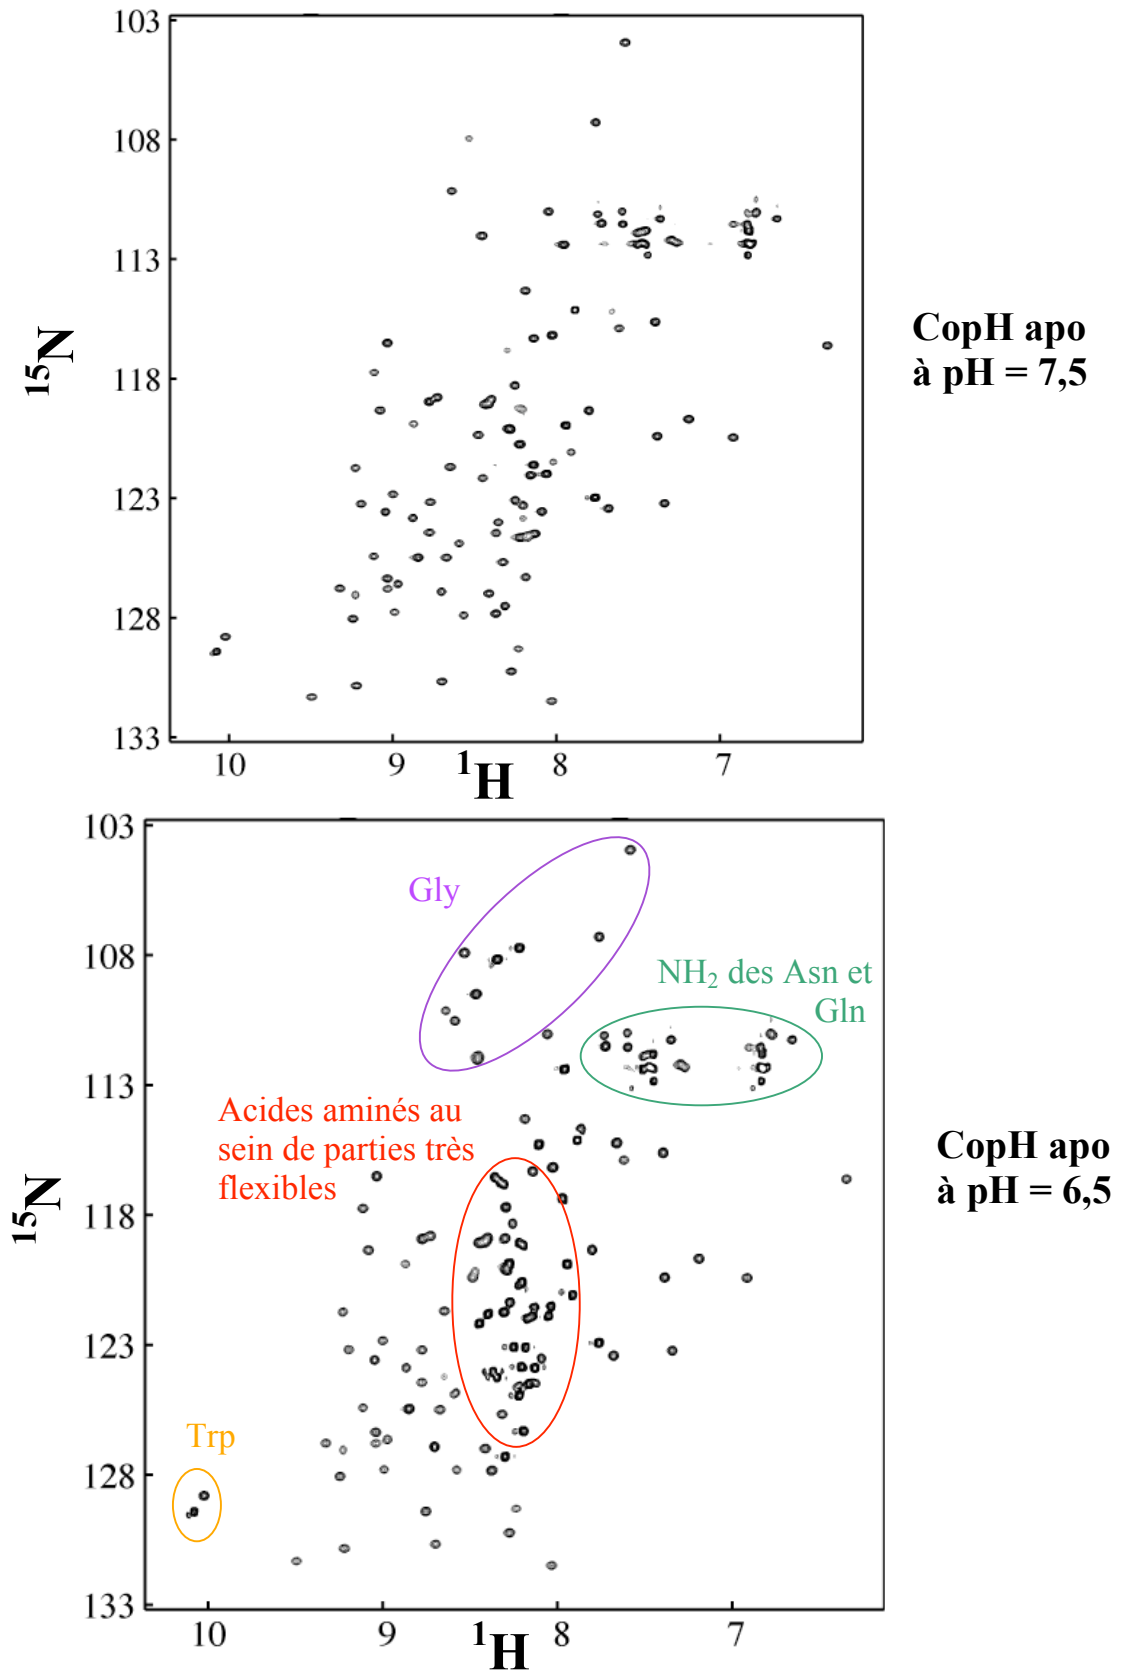 103
108
113
118
123
128
133
15N
10
9
8
7
1H
CopH apo
à pH = 7,5
103
108
113
118
123
128
133
15N
Gly
NH2 des Asn et
Gln
Acides aminés au
sein de parties très
flexibles
Trp
10
9
8
7
1H
CopH apo
à pH = 6,5